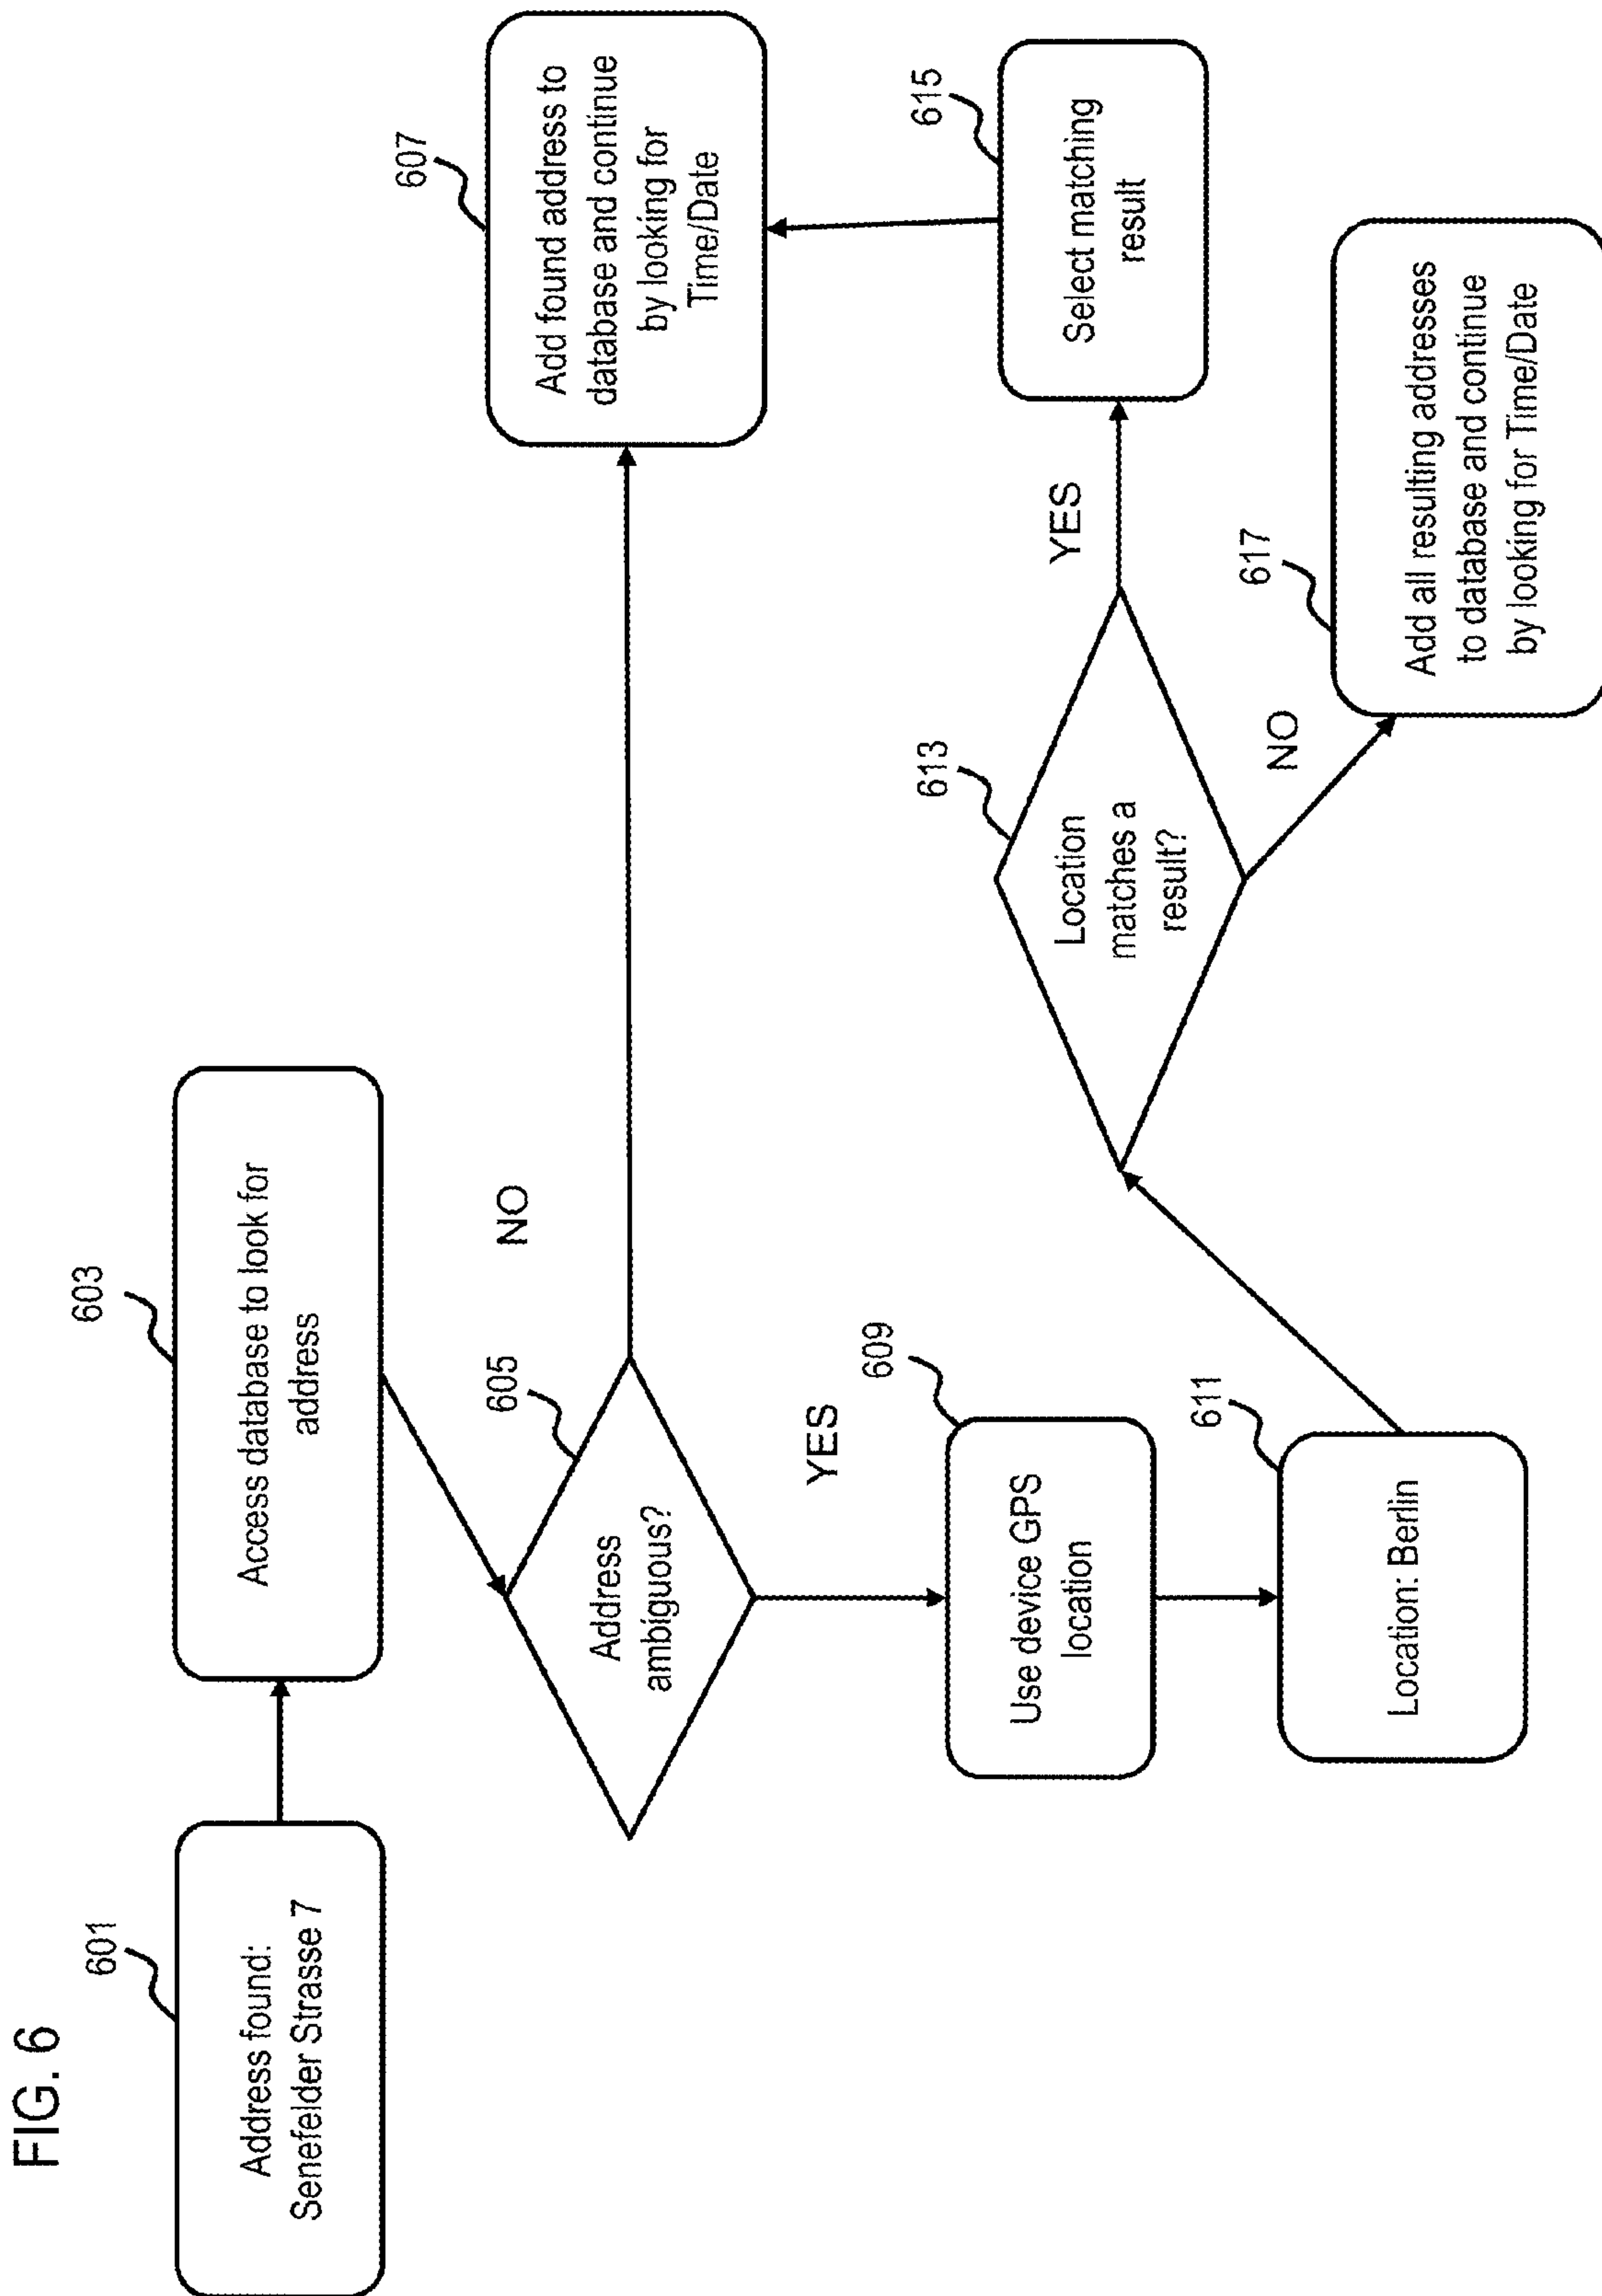 FIG. 6
601
Address found:
Senefelder Strasse 7
603
Access database to look for
address
605
Address
ambiguous?
NO
607
Add found address to
database and continue
by looking for
Time/Date
YES
609
Use device GPS
location
611
Location: Berlin
613
Location
matches a
result?
YES
615
Select matching
result
NO
617
Add all resulting addresses
to database and continue
by looking for Time/Date